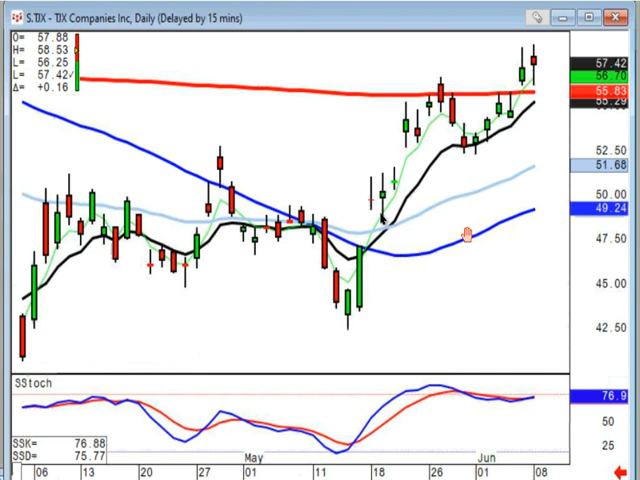 S.TJX - TJX Companies Inc, Daily (Delayed by 15 mins)
O= 57.88
H= 58.53
L= 56.25
L= 57.42
Δ= +0.16
57.42
56.70
55.83
55.29
52.50
51.68
50.00
49.24
47.50
45.00
42.50
SStoch
76.9
50
25
SSK= 76.88
SSD= 75.77
06 13 20 27 May 01 11 18 26 Jun 01 08